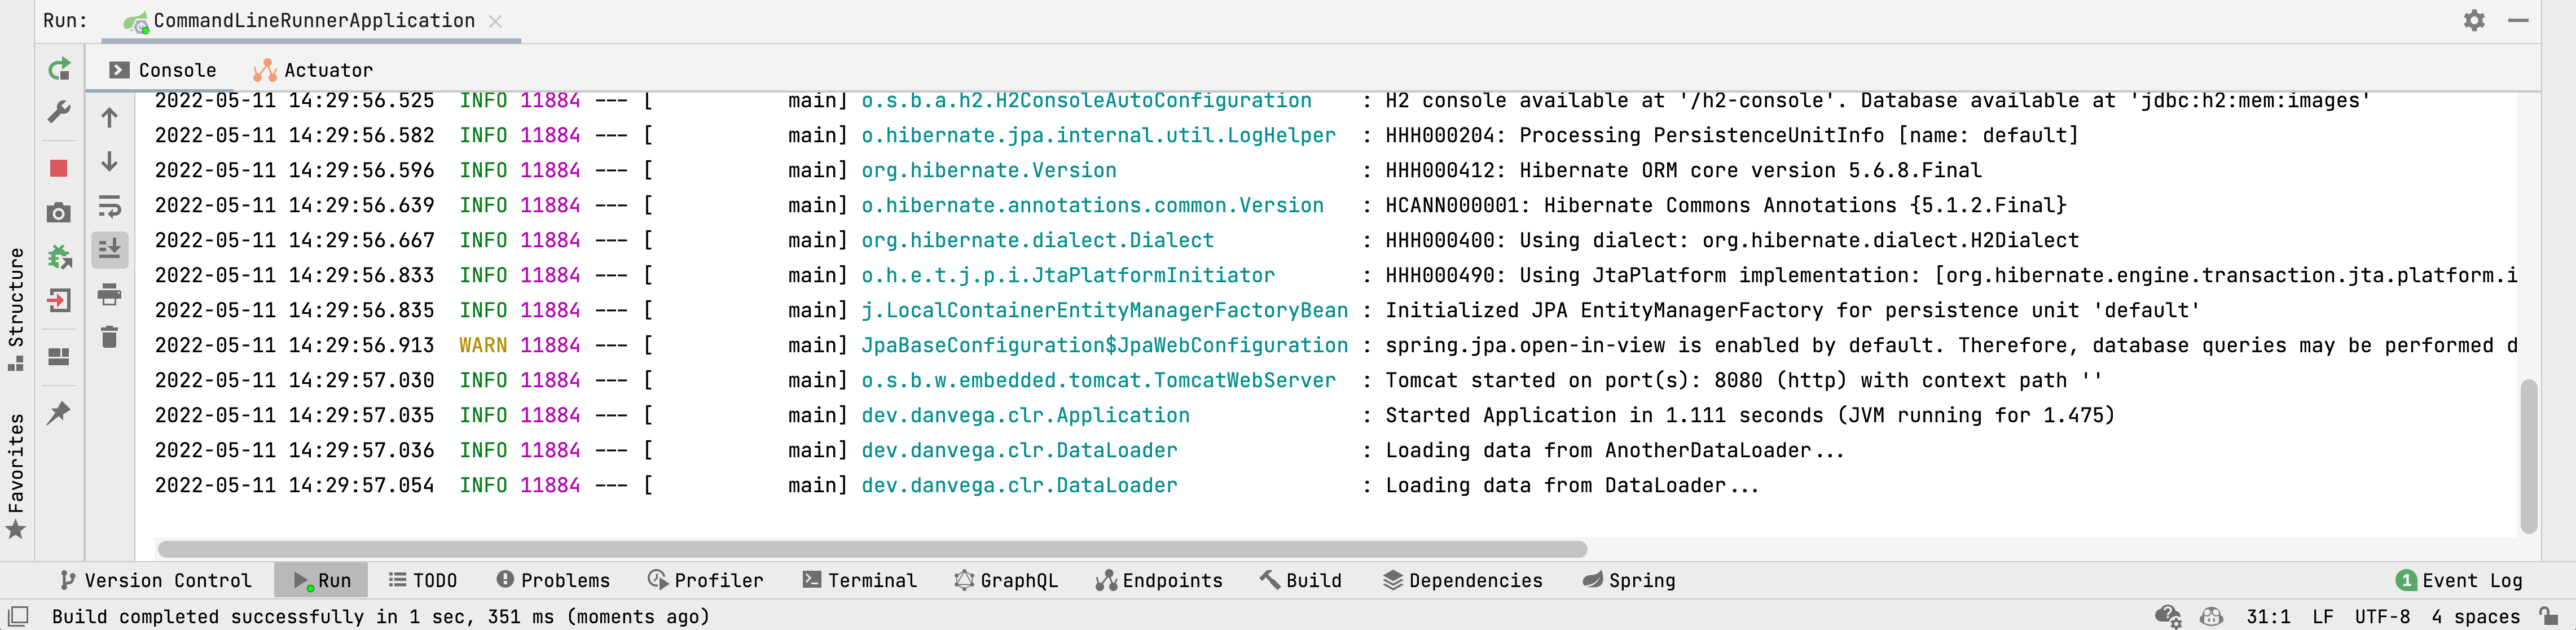 Run: CommandLineRunnerApplication
Console Actuator
2022-05-11 14:29:56.525  INFO 11884 --- [           main] o.s.b.a.h2.H2ConsoleAutoConfiguration    : H2 console available at '/h2-console'. Database available at 'jdbc:h2:mem:images'
2022-05-11 14:29:56.582  INFO 11884 --- [           main] o.hibernate.jpa.internal.util.LogHelper  : HHH000204: Processing PersistenceUnitInfo [name: default]
2022-05-11 14:29:56.596  INFO 11884 --- [           main] org.hibernate.Version                    : HHH000412: Hibernate ORM core version 5.6.8.Final
2022-05-11 14:29:56.639  INFO 11884 --- [           main] o.hibernate.annotations.common.Version   : HCANN000001: Hibernate Commons Annotations {5.1.2.Final}
2022-05-11 14:29:56.667  INFO 11884 --- [           main] org.hibernate.dialect.Dialect            : HHH000400: Using dialect: org.hibernate.dialect.H2Dialect
2022-05-11 14:29:56.833  INFO 11884 --- [           main] o.h.e.t.j.p.i.JtaPlatformInitiator       : HHH000490: Using JtaPlatform implementation: [org.hibernate.engine.transaction.jta.platform.i
2022-05-11 14:29:56.835  INFO 11884 --- [           main] j.LocalContainerEntityManagerFactoryBean : Initialized JPA EntityManagerFactory for persistence unit 'default'
2022-05-11 14:29:56.913  WARN 11884 --- [           main] JpaBaseConfiguration$JpaWebConfiguration : spring.jpa.open-in-view is enabled by default. Therefore, database queries may be performed d
2022-05-11 14:29:57.030  INFO 11884 --- [           main] o.s.b.w.embedded.tomcat.TomcatWebServer  : Tomcat started on port(s): 8080 (http) with context path ''
2022-05-11 14:29:57.035  INFO 11884 --- [           main] dev.danvega.clr.Application              : Started Application in 1.111 seconds (JVM running for 1.475)
2022-05-11 14:29:57.036  INFO 11884 --- [           main] dev.danvega.clr.DataLoader               : Loading data from AnotherDataLoader...
2022-05-11 14:29:57.054  INFO 11884 --- [           main] dev.danvega.clr.DataLoader               : Loading data from DataLoader...
Structure
Favorites
Version Control Run TODO Problems Profiler Terminal GraphQL Endpoints Build Dependencies Spring 1 Event Log
Build completed successfully in 1 sec, 351 ms (moments ago) 31:1 LF UTF-8 4 spaces